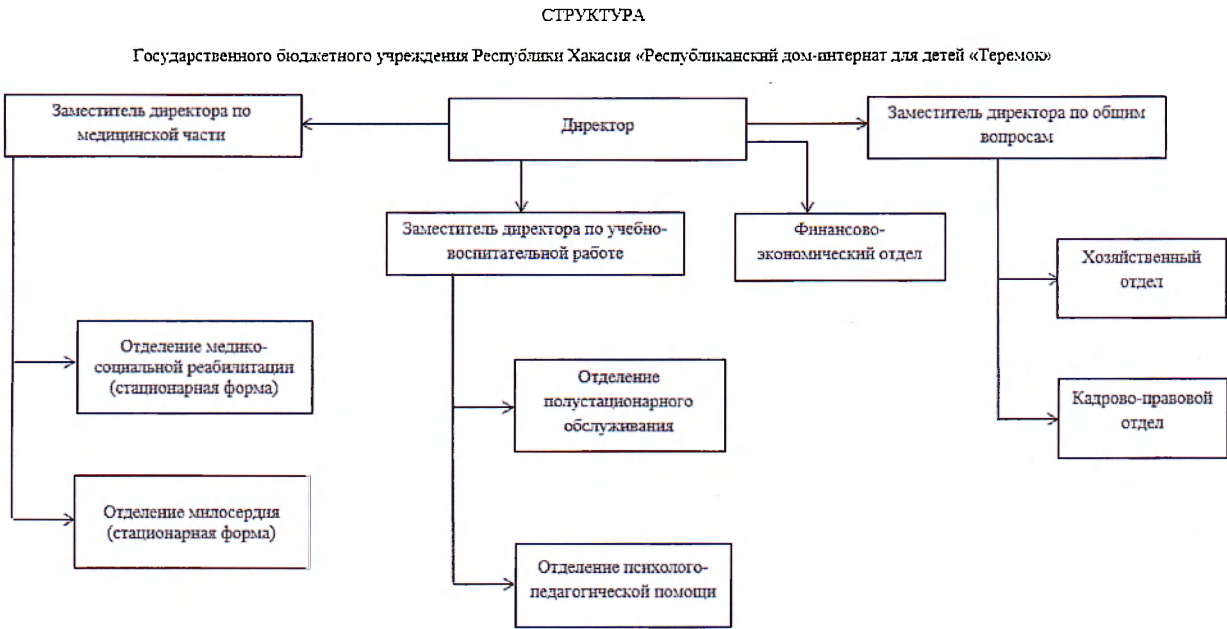 СТРУКТУРА
Государственного бюджетного учреждения Республики Хакасия «Республиканский дом-интернат для детей «Теремок»
Заместитель директора по
медицинской части
Директор
Заместитель директора по общим
вопросам
Заместитель директора по учебно-
воспитательной работе
Финансово-
экономический отдел
Хозяйственный
отдел
Отделение медико-
социальной реабилитации
(стационарная форма)
Отделение
полустационарного
обслуживания
Кадрово-правовой
отдел
Отделение милосердия
(стационарная форма)
Отделение психолого-
педагогической помощи